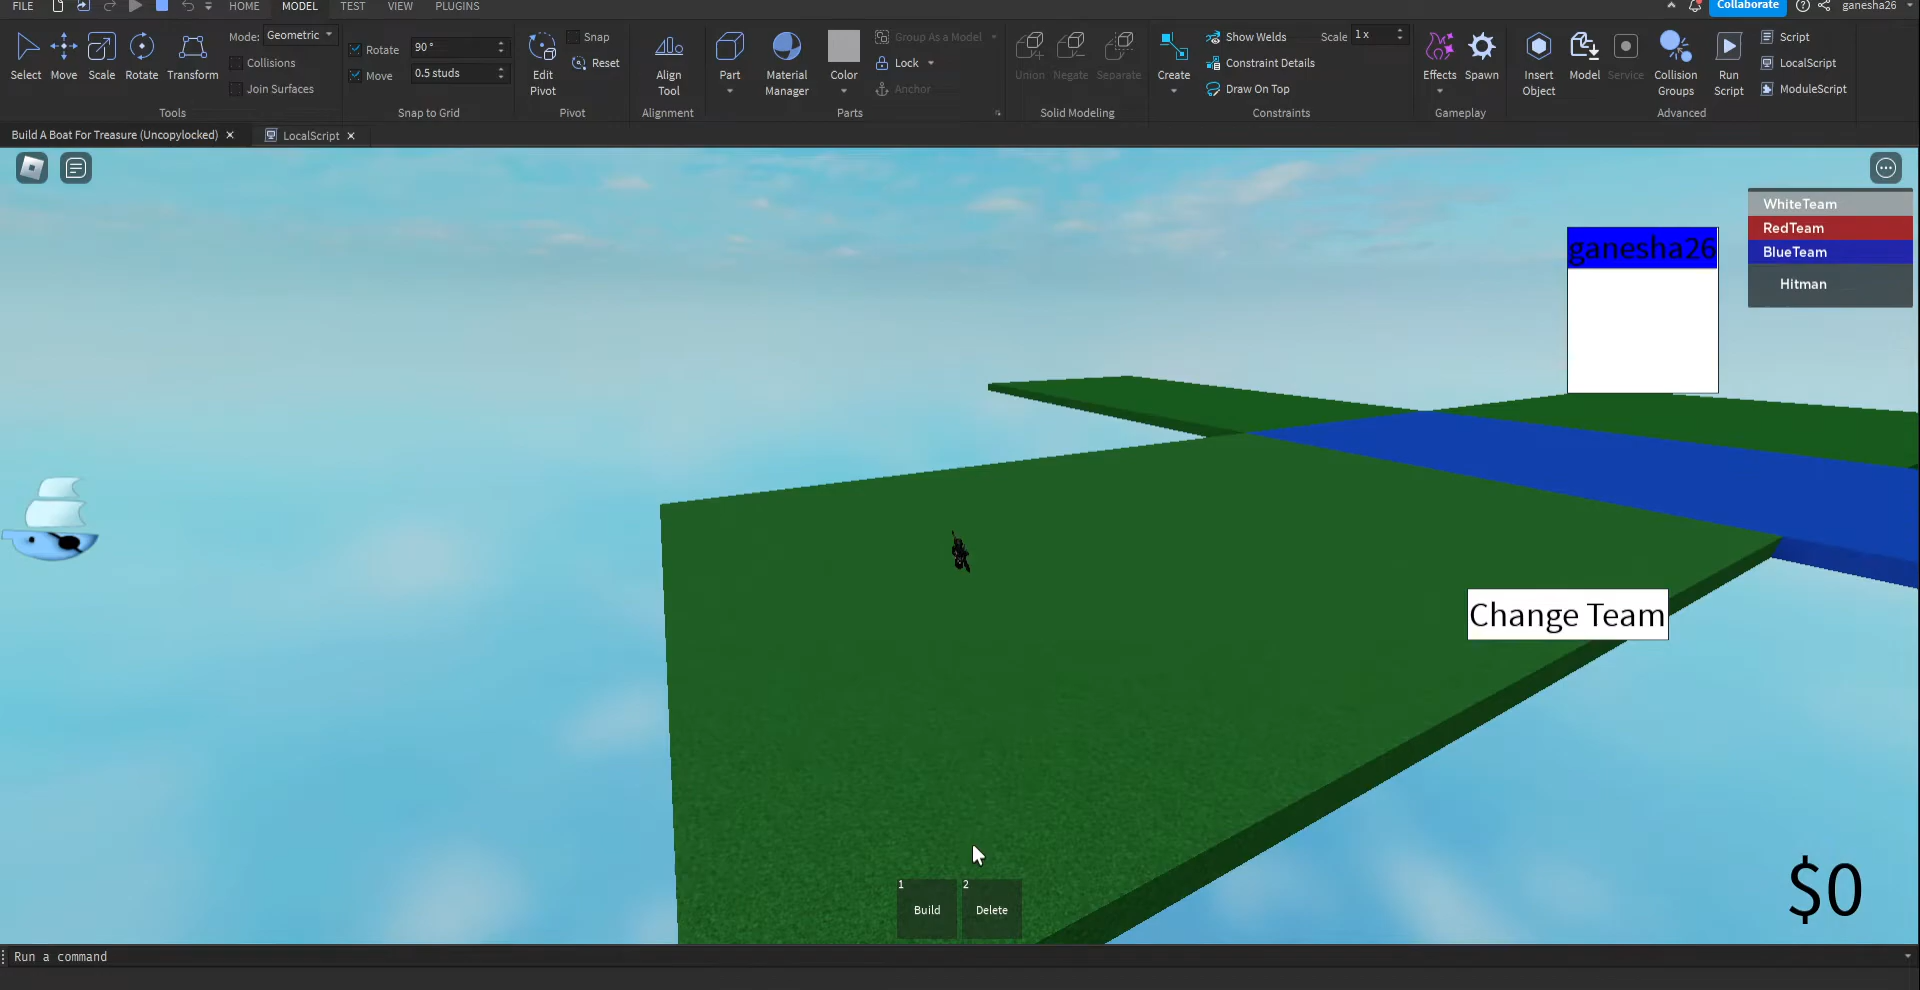 FILE HOME MODEL TEST VIEW PLUGINS Collaborate ganesha26
Select Move Scale Rotate Transform
Mode: Geometric
Collisions
Join Surfaces
Tools
Rotate 90 °
Move 0.5 studs
Snap to Grid
Edit Pivot
Snap
Reset
Pivot
Align Tool
Alignment
Part
Material Manager
Color
Group As a Model
Lock
Anchor
Parts
Union Negate Separate
Solid Modeling
Create
Show Welds
Constraint Details
Draw On Top
Scale 1 x
Constraints
Effects Spawn
Gameplay
Insert Object
Model
Service
Collision Groups
Run Script
Script
LocalScript
ModuleScript
Advanced
Build A Boat For Treasure (Uncopylocked) LocalScript
WhiteTeam
RedTeam
BlueTeam
Hitman
ganesha26
Change Team
$0
1 2
Build Delete
Run a command